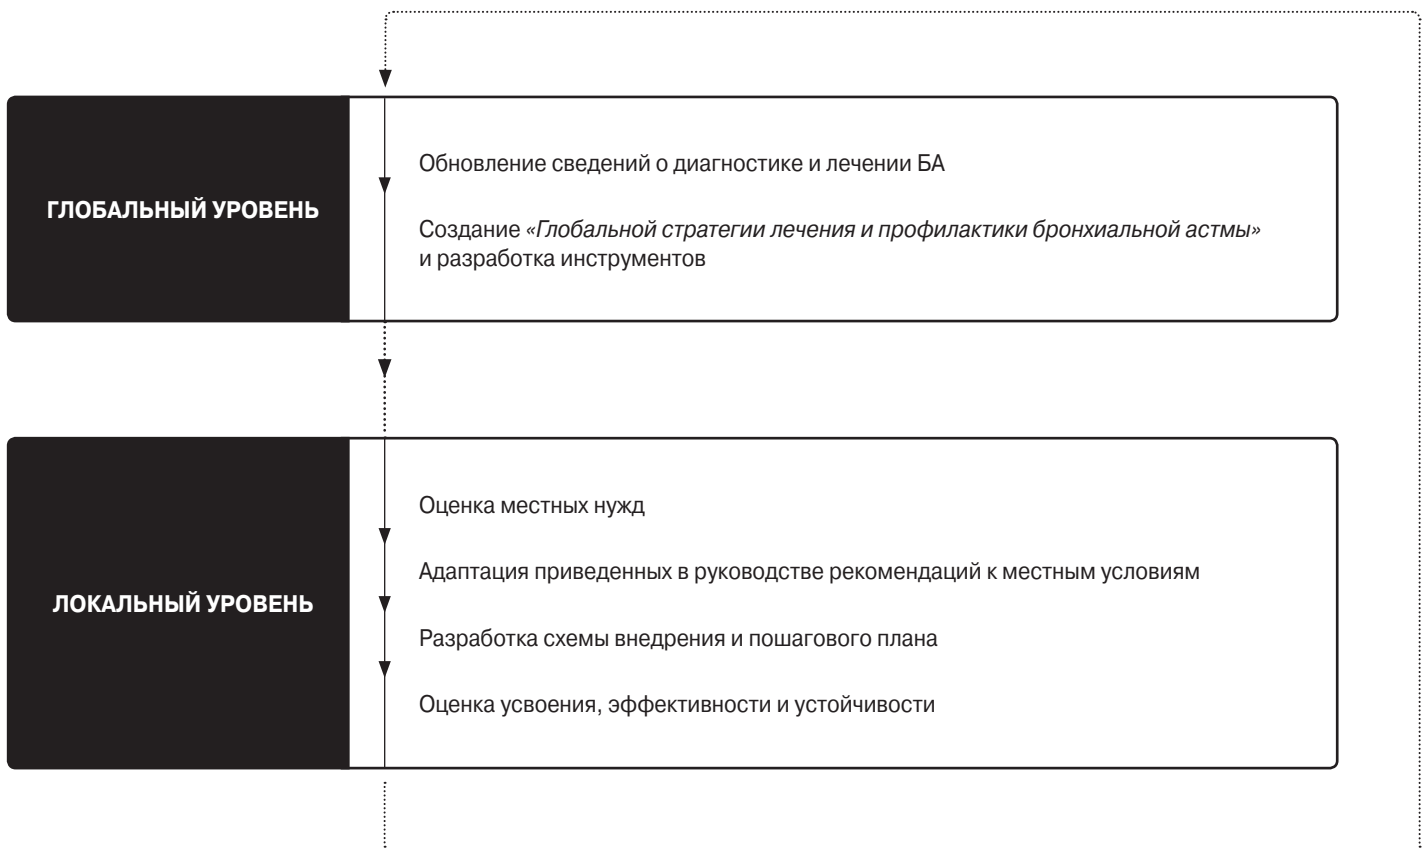 ГЛОБАЛЬНЫЙ УРОВЕНЬ
Обновление сведений о диагностике и лечении БА
Создание «Глобальной стратегии лечения и профилактики бронхиальной астмы»
и разработка инструментов
ЛОКАЛЬНЫЙ УРОВЕНЬ
Оценка местных нужд
Адаптация приведенных в руководстве рекомендаций к местным условиям
Разработка схемы внедрения и пошагового плана
Оценка усвоения, эффективности и устойчивости